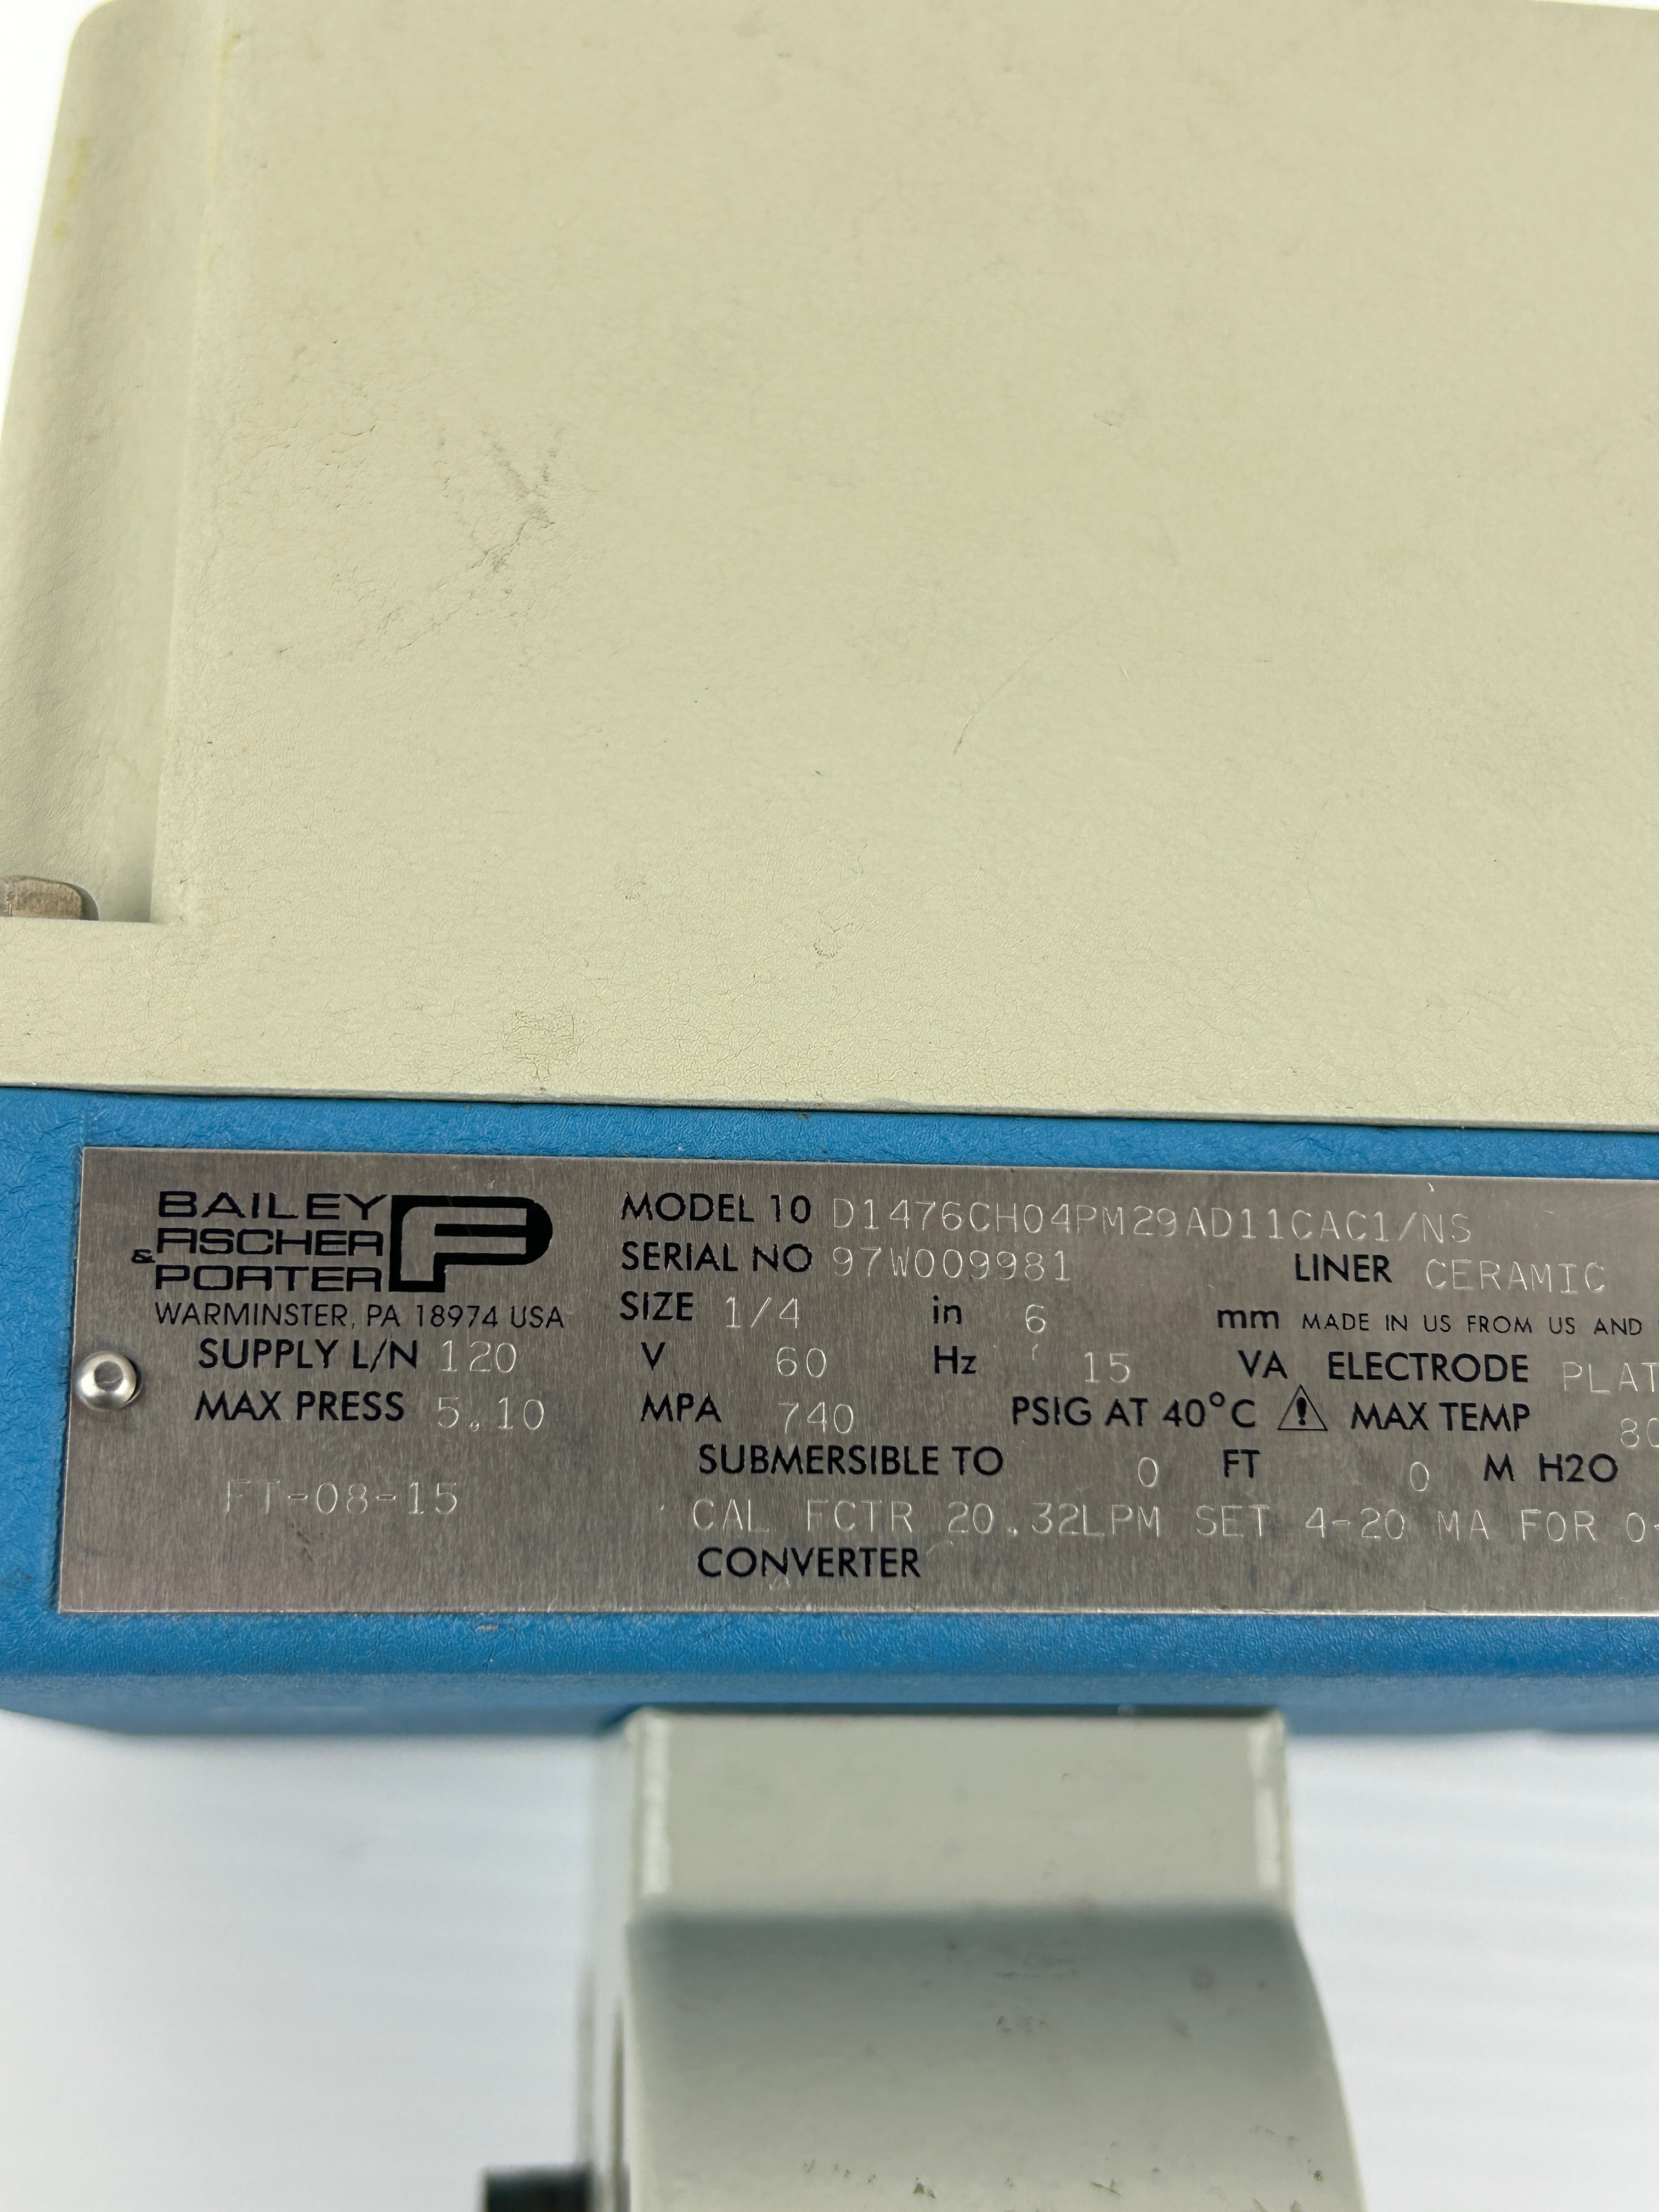 BAILEY
& FISCHER
PORTER
WARMINSTER, PA 18974 USA
MODEL 10 D1476CH04PM29AD11CAC1/NS
SERIAL NO 97W009981 LINER CERAMIC
SIZE 1/4 in 6 mm MADE IN US FROM US AND
SUPPLY L/N 120 V 60 Hz 15 VA ELECTRODE PLAT
MAX PRESS 5.10 MPA 740 PSIG AT 40°C MAX TEMP 80
SUBMERSIBLE TO 0 FT 0 M H2O
FT-08-15
CAL FCTR 20.32LPM SET 4-20 MA FOR 0-
CONVERTER